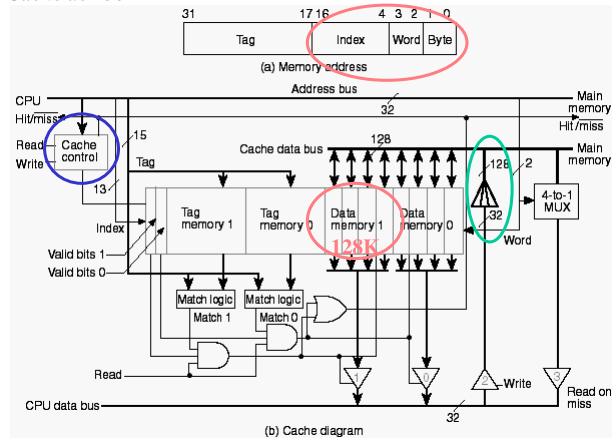 31 17 16 4 3 2 1 0
Tag Index Word Byte
(a) Memory address
CPU Address bus Main memory
32
Hit/miss Hit/miss
Read Write Cache control
15
13
Cache data bus 128 Main memory
Tag
128 2
4-to-1 MUX
Tag memory 1 Tag memory 0 Data memory 1 Data memory 0
32
Index 128K Word
Valid bits 1
Valid bits 0
Match logic Match logic
Match 1 Match 0
Read
1 0 2 Write 3 Read on miss
CPU data bus 32
(b) Cache diagram